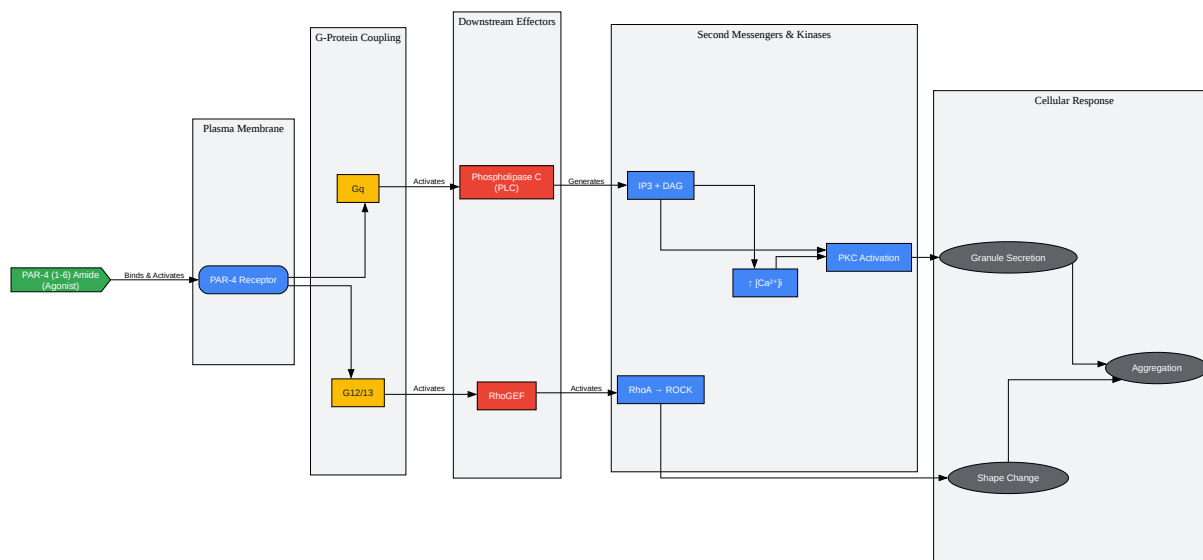 Downstream Effectors
Second Messengers & Kinases
G-Protein Coupling
Cellular Response
Plasma Membrane
Phospholipase C
(PLC)
Activates
Generates
Gq
IP3 + DAG
PKC Activation
Granule Secretion
PAR-4 (1-6) Amide
(Agonist)
Binds & Activates
PAR-4 Receptor
↑ [Ca²⁺]i
Aggregation
G12/13
Activates
RhoGEF
Activates
RhoA → ROCK
Shape Change